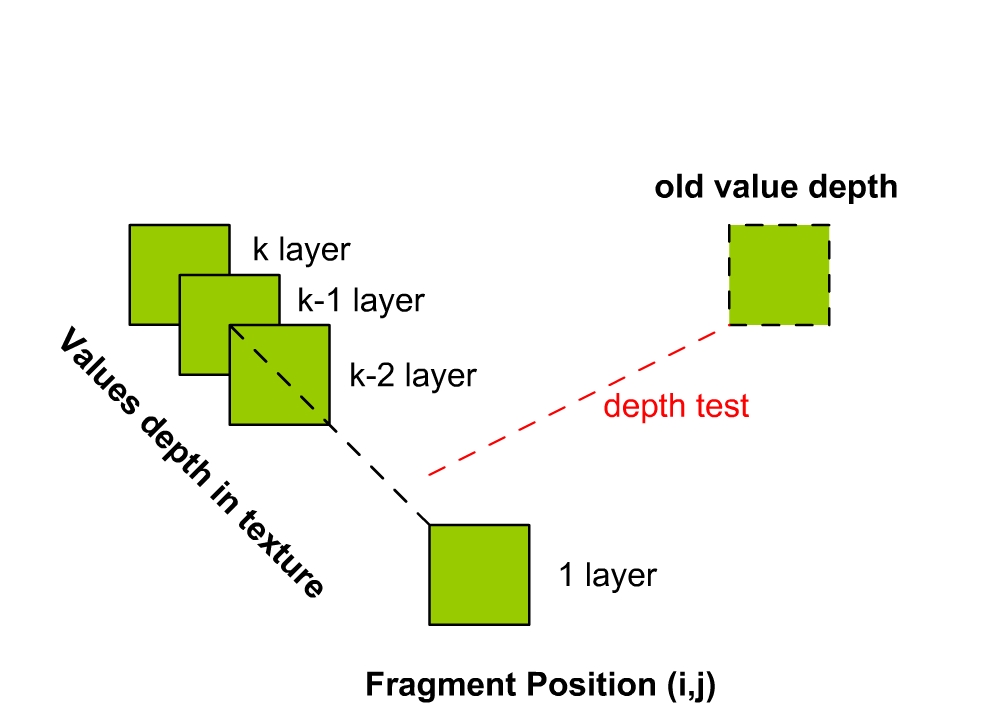 old value depth
k layer
k-1 layer
k-2 layer
Values depth in texture
depth test
1 layer
Fragment Position (i,j)